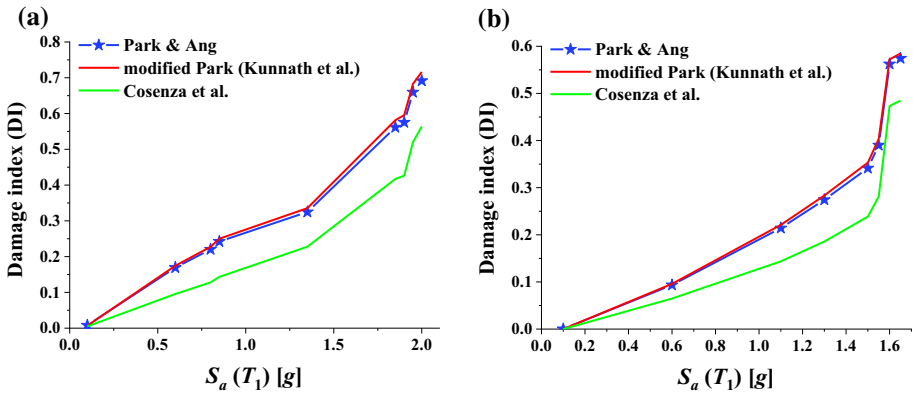 (a)
Damage index (DI)
0.8
0.7
0.6
0.5
0.4
0.3
0.2
0.1
0.0
Park & Ang
modified Park (Kunnath et al.)
Cosenza et al.
0.0 0.5 1.0 1.5 2.0
Sₐ (T₁) [g]
(b)
Damage index (DI)
0.6
0.5
0.4
0.3
0.2
0.1
0.0
Park & Ang
modified Park (Kunnath et al.)
Cosenza et al.
0.0 0.2 0.4 0.6 0.8 1.0 1.2 1.4 1.6
Sₐ (T₁) [g]